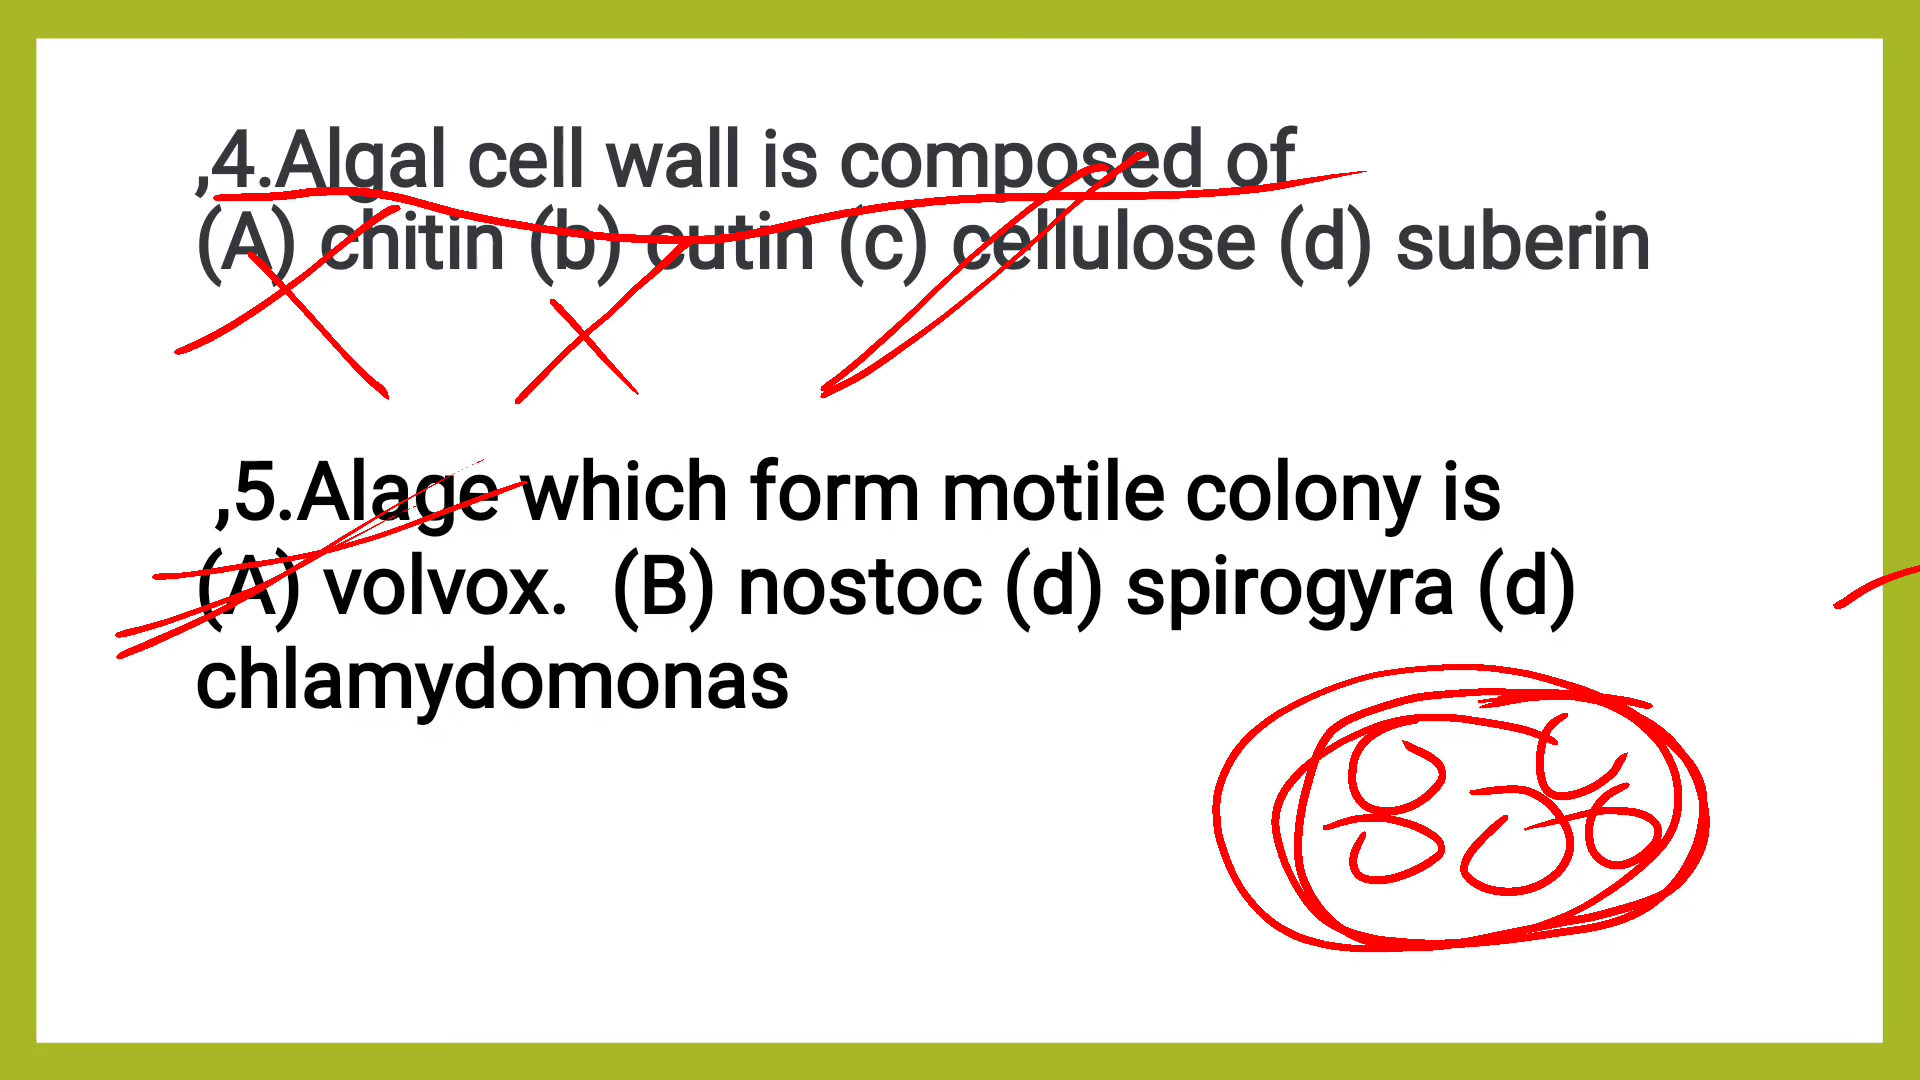 ,4.Algal cell wall is composed of
(A) chitin (b) cutin (c) cellulose (d) suberin
,5.Alage which form motile colony is
(A) volvox. (B) nostoc (d) spirogyra (d)
chlamydomonas